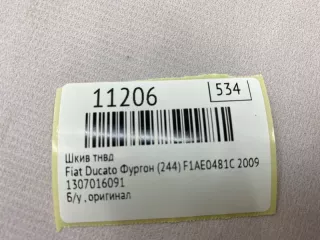 11206
534
Шкив тнвд
Fiat Ducato Фургон (244) F1AE0481C 2009
1307016091
Б/у , оригинал